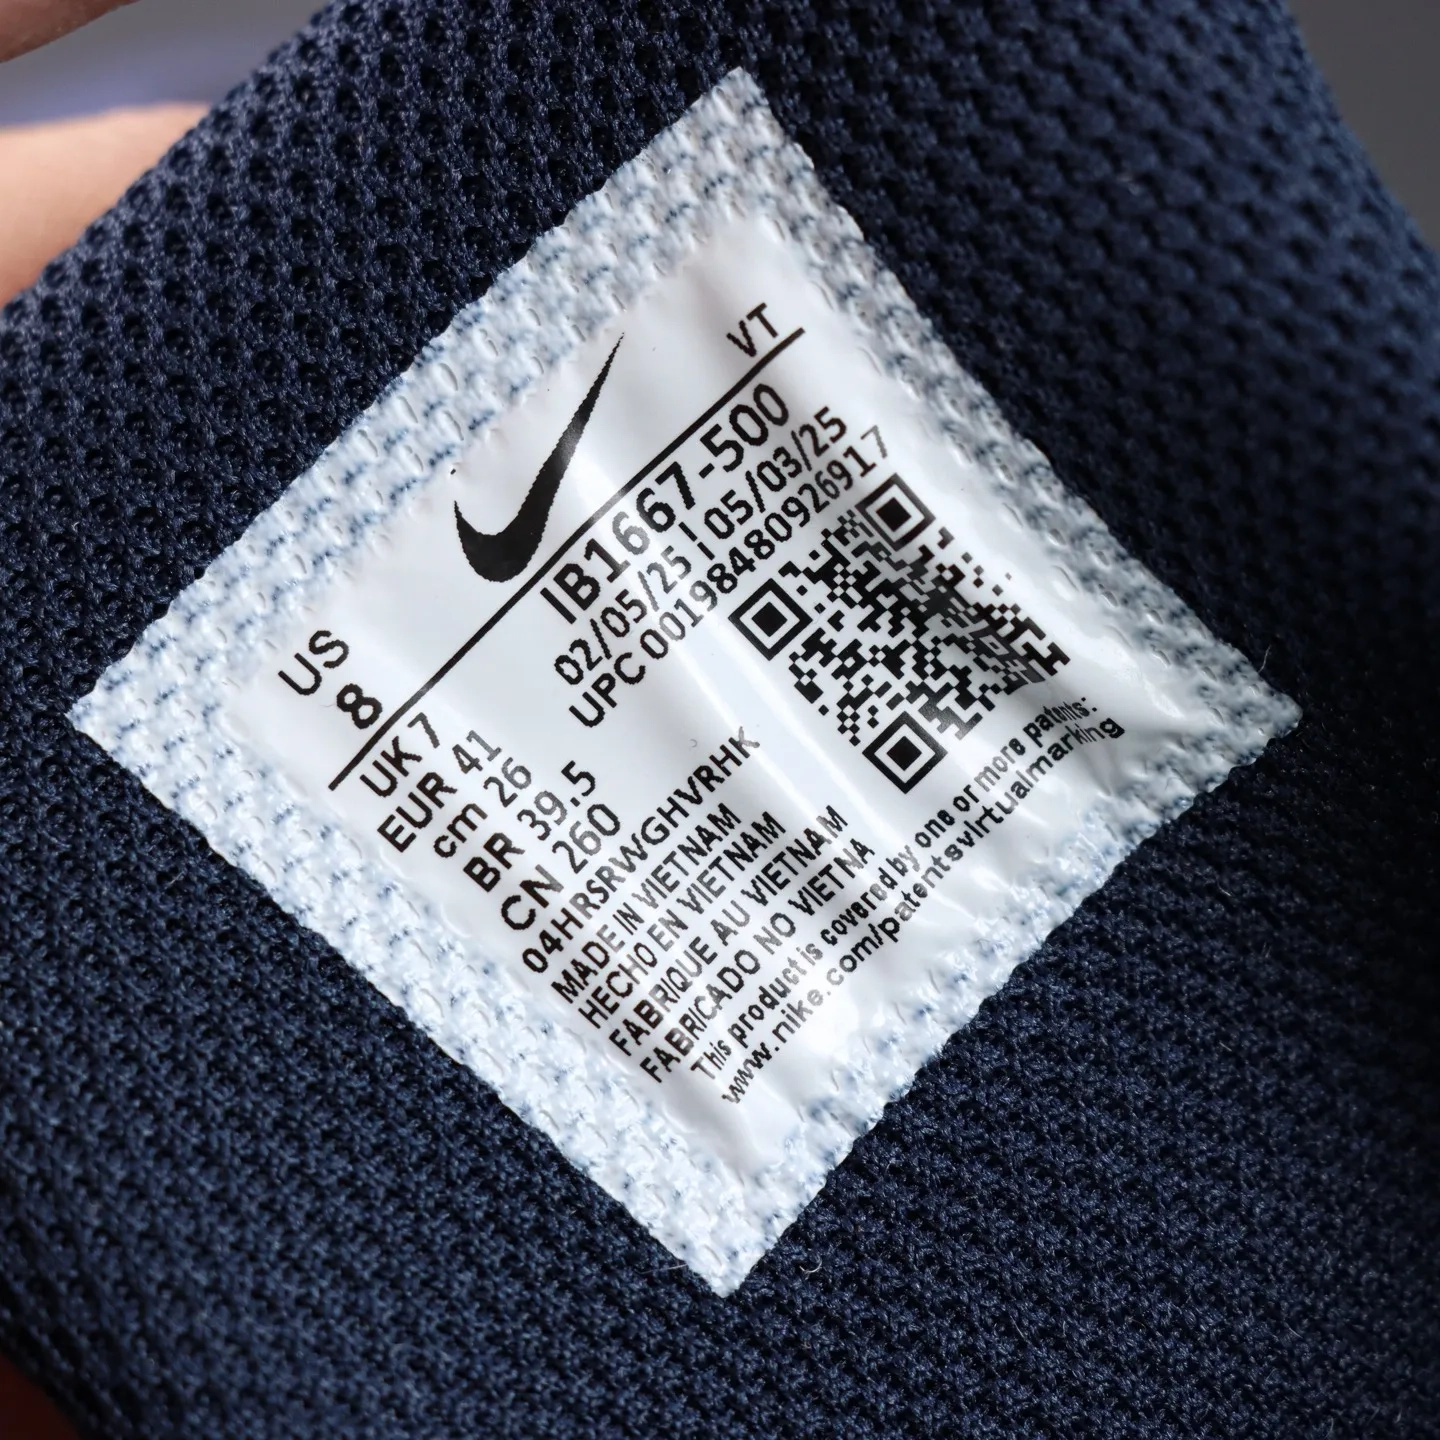 US
8
VT
UK 7
EUR 41
cm 26
BR 39.5
CN 260
IB1667-500
02/05/25 | 05/03/25
UPC 00198480926917
04HRSRWGHVRHK
MADE IN VIETNAM
HECHO EN VIETNAM
FABRIQUE AU VIETNAM
FABRICADO NO VIETNA
This product is covered by one or more patents:
www.nike.com/patentsvirtualmarking